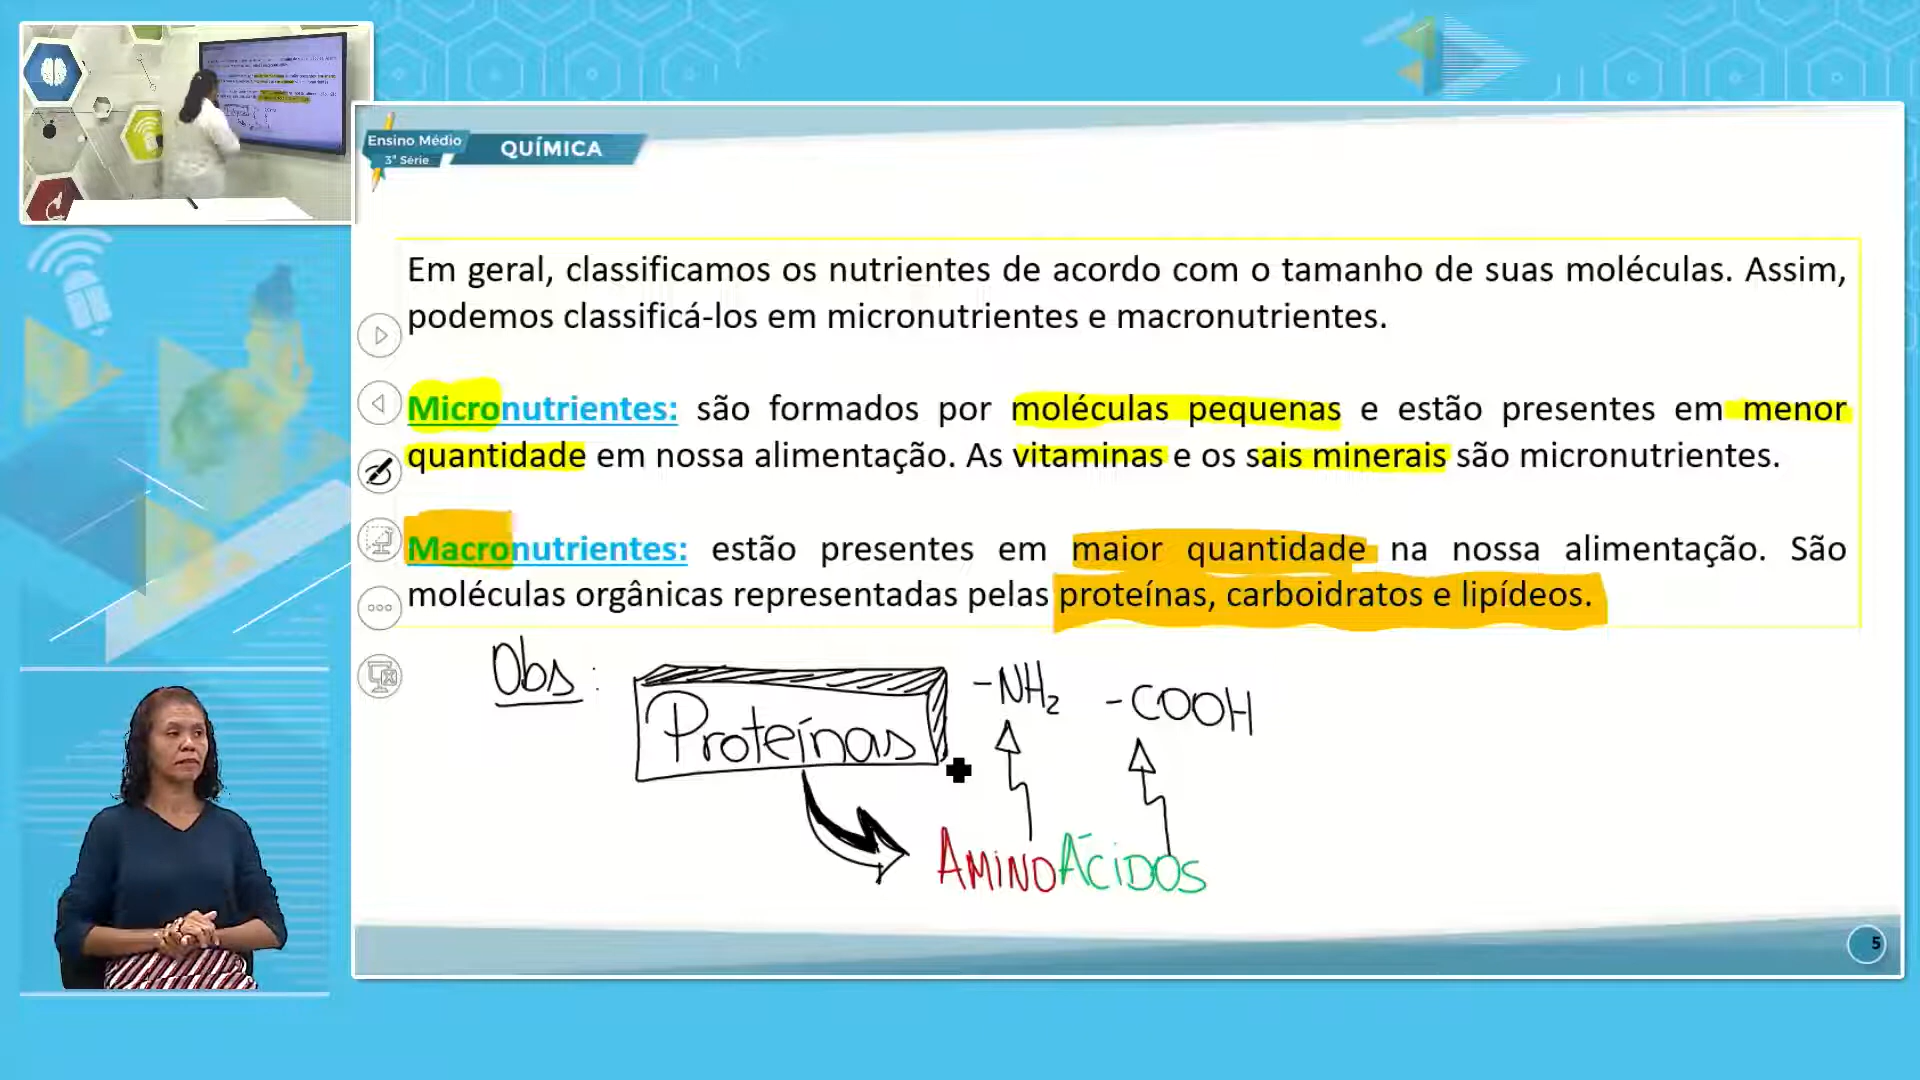 Ensino Médio
3ª Série
QUÍMICA
Em geral, classificamos os nutrientes de acordo com o tamanho de suas moléculas. Assim,
podemos classificá-los em micronutrientes e macronutrientes.
Micronutrientes: são formados por moléculas pequenas e estão presentes em menor
quantidade em nossa alimentação. As vitaminas e os sais minerais são micronutrientes.
Macronutrientes: estão presentes em maior quantidade na nossa alimentação. São
moléculas orgânicas representadas pelas proteínas, carboidratos e lipídeos.
Obs:
Proteínas
-NH₂
-COOH
AMINOÁCIDOS
5